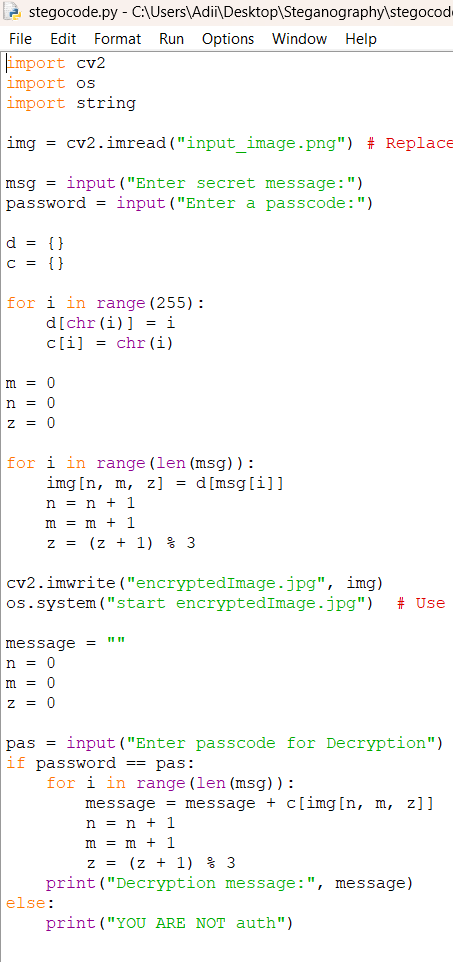 stegocode.py - C:\Users\Adii\Desktop\Steganography\stegocod
File Edit Format Run Options Window Help
import cv2
import os
import string

img = cv2.imread("input_image.png") # Replace

msg = input("Enter secret message:")
password = input("Enter a passcode:")

d = {}
c = {}

for i in range(255):
    d[chr(i)] = i
    c[i] = chr(i)

m = 0
n = 0
z = 0

for i in range(len(msg)):
    img[n, m, z] = d[msg[i]]
    n = n + 1
    m = m + 1
    z = (z + 1) % 3

cv2.imwrite("encryptedImage.jpg", img)
os.system("start encryptedImage.jpg")  # Use

message = ""
n = 0
m = 0
z = 0

pas = input("Enter passcode for Decryption")
if password == pas:
    for i in range(len(msg)):
        message = message + c[img[n, m, z]]
        n = n + 1
        m = m + 1
        z = (z + 1) % 3
    print("Decryption message:", message)
else:
    print("YOU ARE NOT auth")